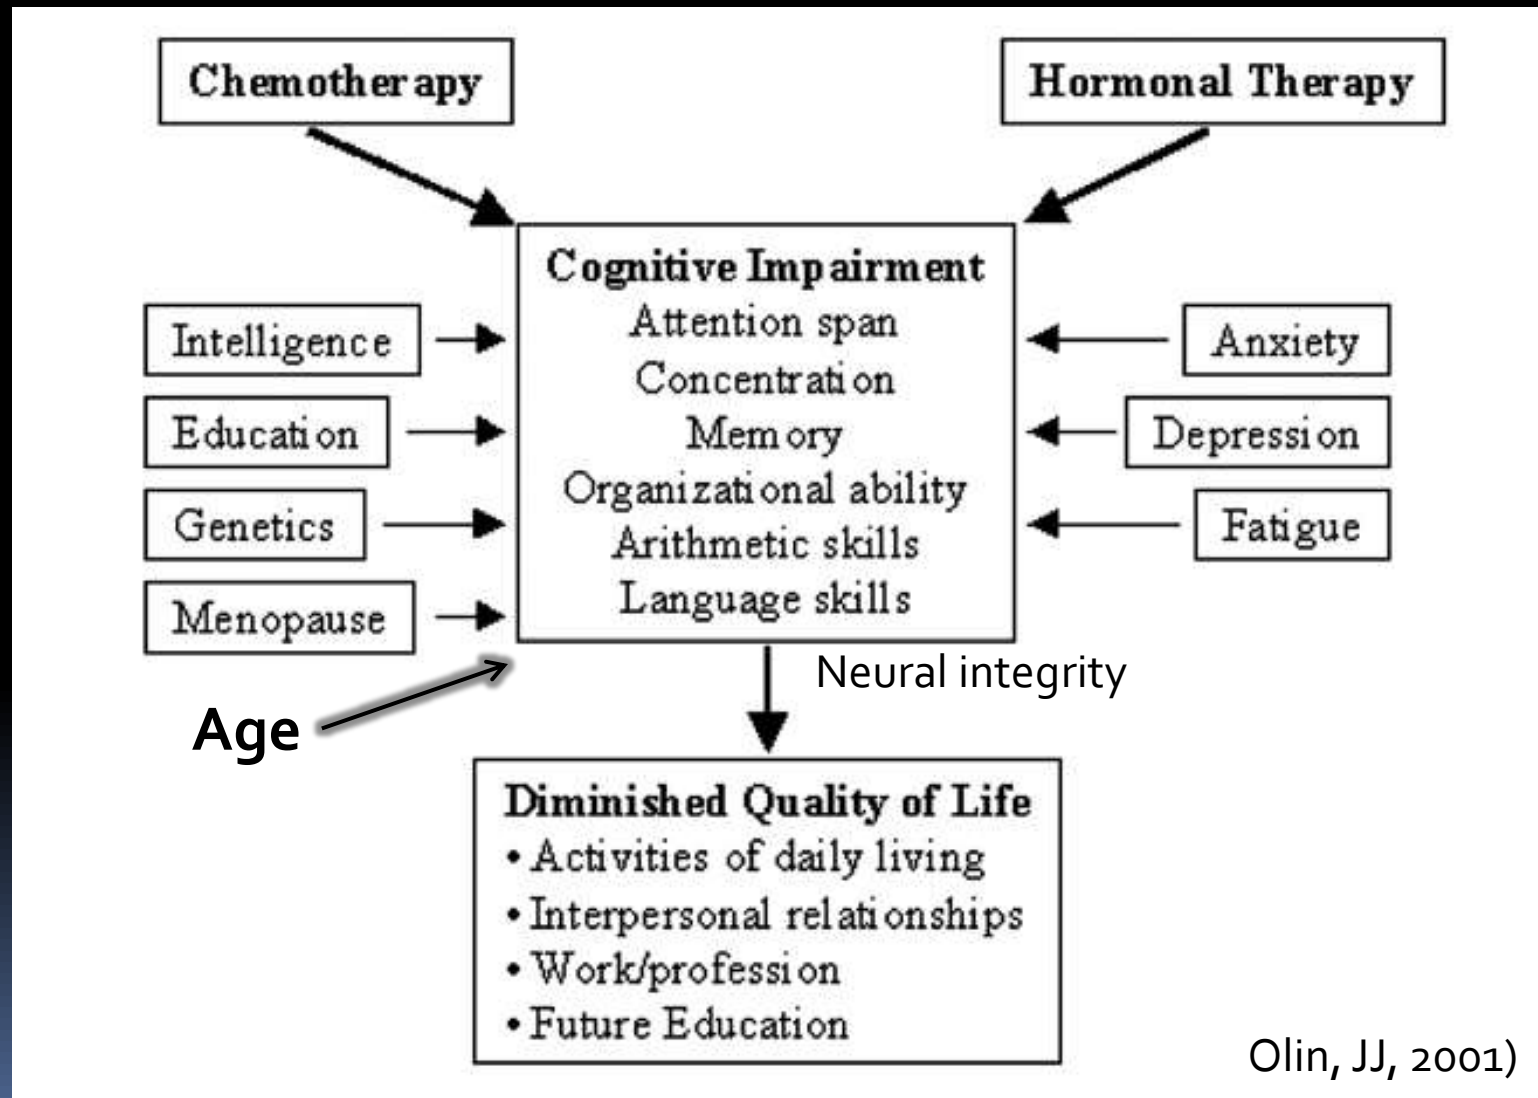 Chemotherapy
Hormonal Therapy
Cognitive Impairment
Attention span
Concentration
Memory
Organizational ability
Arithmetic skills
Language skills
Intelligence
Education
Genetics
Menopause
Age
Anxiety
Depression
Fatigue
Neural integrity
Diminished Quality of Life
• Activities of daily living
• Interpersonal relationships
• Work/profession
• Future Education
Olin, JJ, 2001)